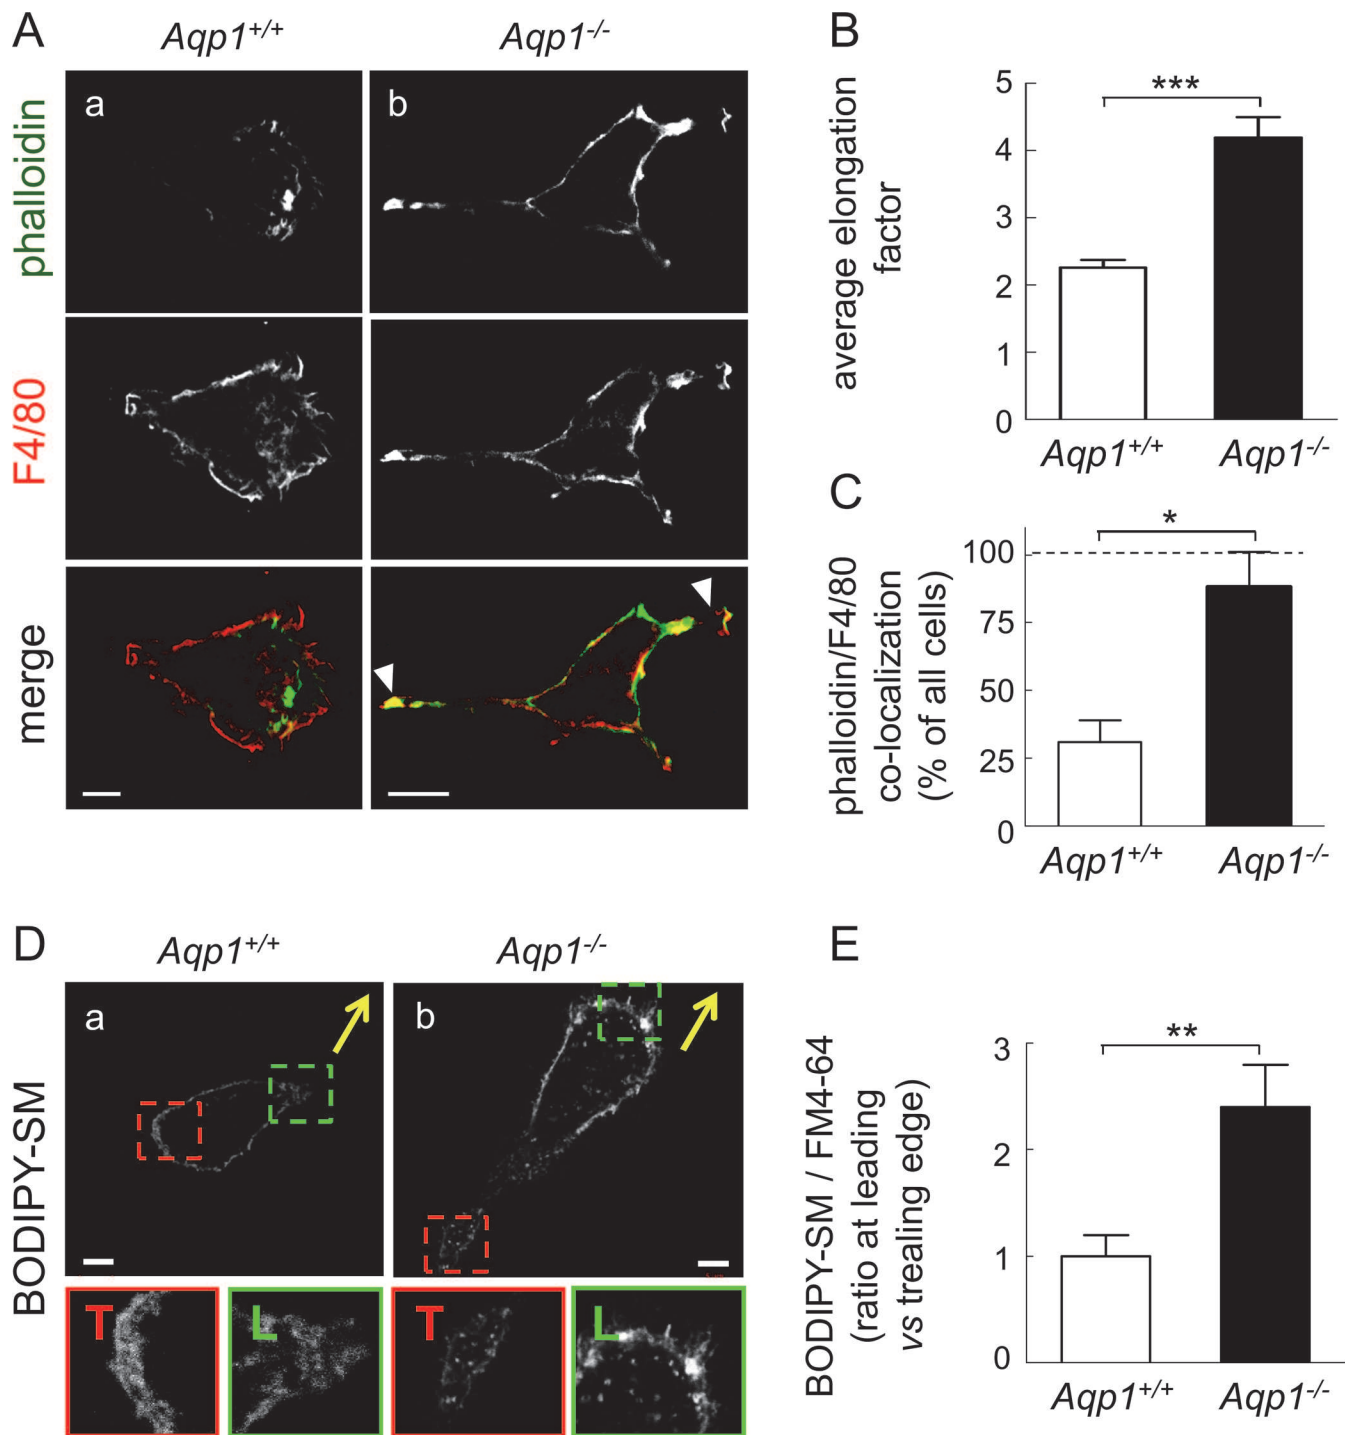 A
Aqp1+/+
Aqp1-/-
phalloidin
F4/80
merge
a
b
B
average elongation
factor
5
4
3
2
1
0
***
Aqp1+/+
Aqp1-/-
C
phalloidin/F4/80
co-localization
(% of all cells)
100
75
50
25
0
*
Aqp1+/+
Aqp1-/-
D
Aqp1+/+
Aqp1-/-
BODIPY-SM
a
b
T
L
T
L
E
BODIPY-SM / FM4-64
(ratio at leading
vs trealing edge)
3
2
1
0
**
Aqp1+/+
Aqp1-/-